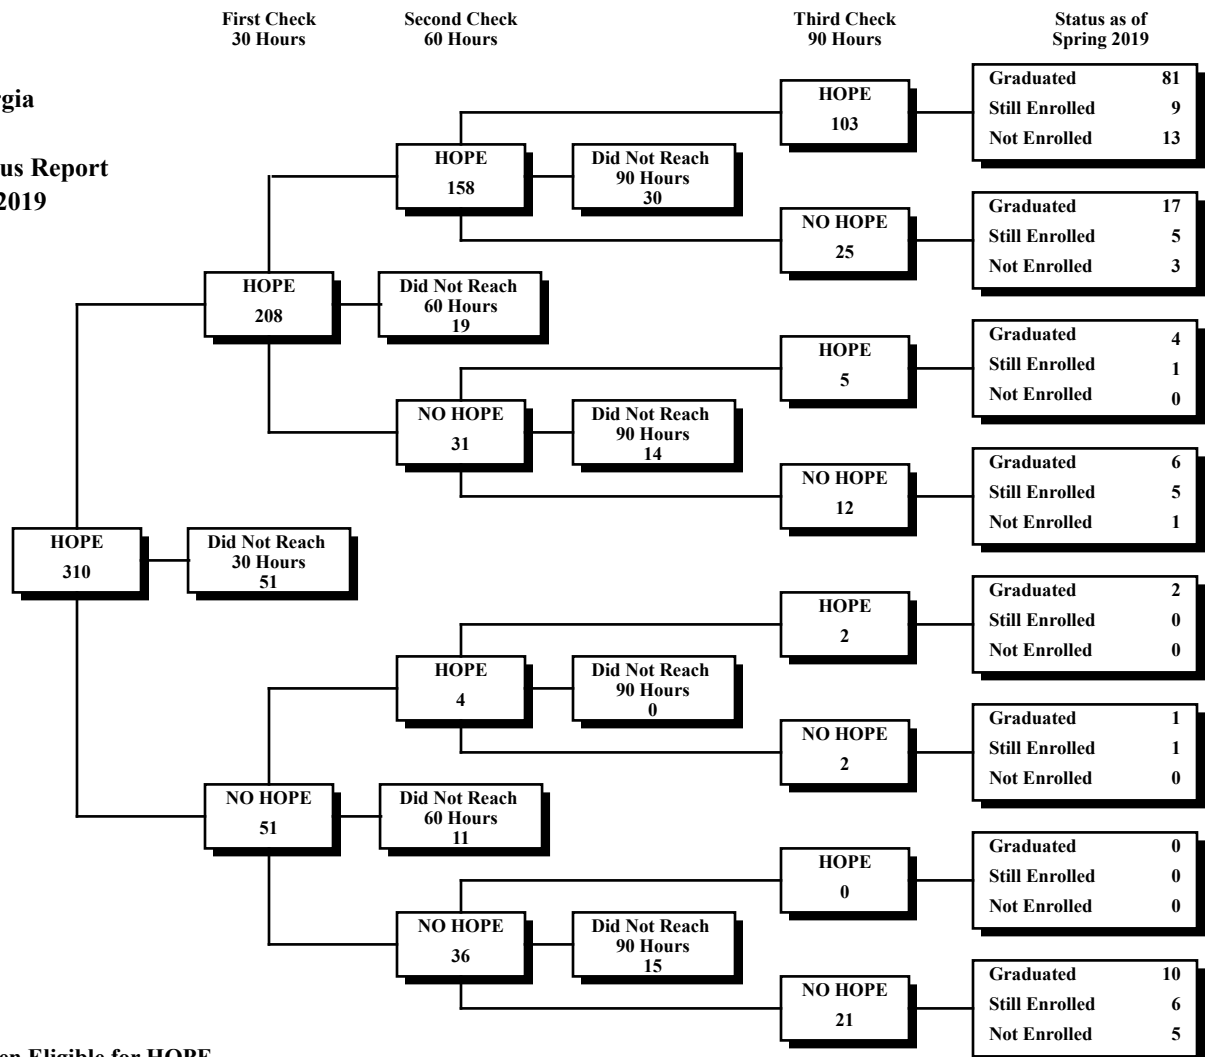 First Check
30 Hours
Second Check
60 Hours
Third Check
90 Hours
Status as of
Spring 2019
rgia
us Report
2019
HOPE
103
Graduated 81
Still Enrolled 9
Not Enrolled 13
HOPE
158
Did Not Reach
90 Hours
30
NO HOPE
25
Graduated 17
Still Enrolled 5
Not Enrolled 3
HOPE
208
Did Not Reach
60 Hours
19
HOPE
5
Graduated 4
Still Enrolled 1
Not Enrolled 0
NO HOPE
31
Did Not Reach
90 Hours
14
NO HOPE
12
Graduated 6
Still Enrolled 5
Not Enrolled 1
HOPE
310
Did Not Reach
30 Hours
51
HOPE
2
Graduated 2
Still Enrolled 0
Not Enrolled 0
HOPE
4
Did Not Reach
90 Hours
0
NO HOPE
2
Graduated 1
Still Enrolled 1
Not Enrolled 0
NO HOPE
51
Did Not Reach
60 Hours
11
HOPE
0
Graduated 0
Still Enrolled 0
Not Enrolled 0
NO HOPE
36
Did Not Reach
90 Hours
15
NO HOPE
21
Graduated 10
Still Enrolled 6
Not Enrolled 5
en Eligible for HOPE